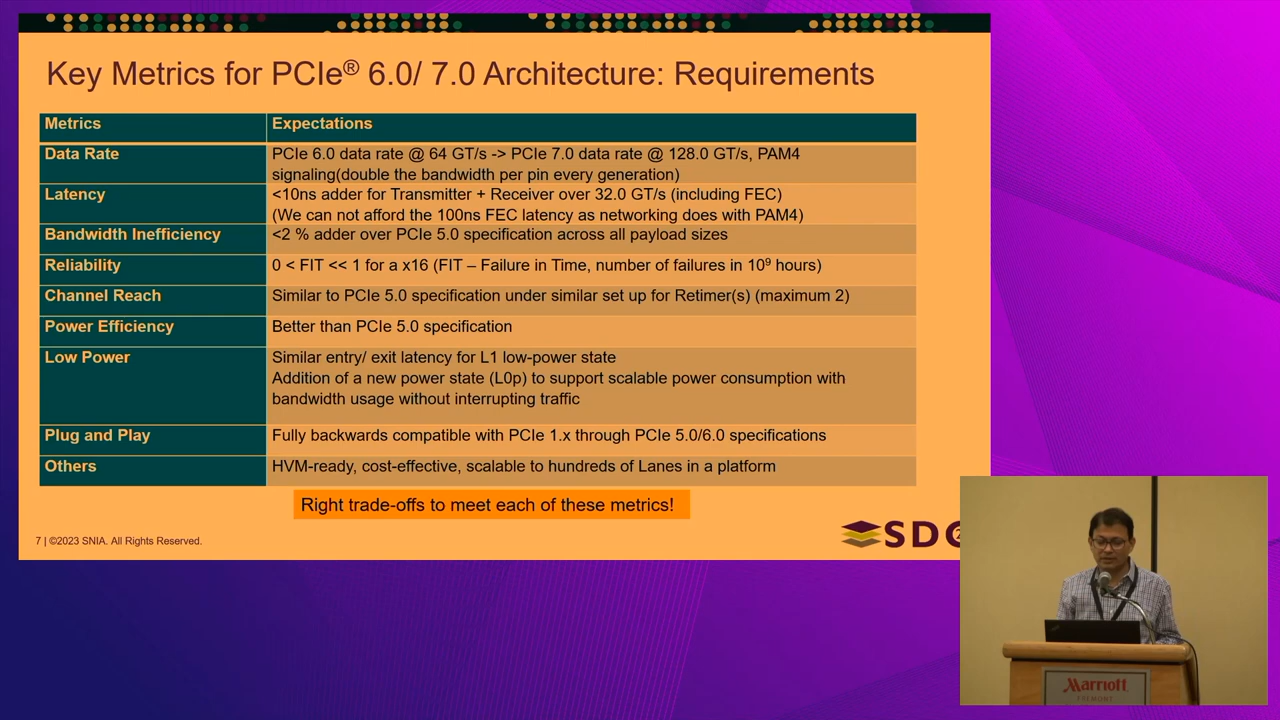 Key Metrics for PCIe® 6.0/ 7.0 Architecture: Requirements
Metrics
Expectations
Data Rate
PCIe 6.0 data rate @ 64 GT/s -> PCIe 7.0 data rate @ 128.0 GT/s, PAM4
signaling(double the bandwidth per pin every generation)
Latency
<10ns adder for Transmitter + Receiver over 32.0 GT/s (including FEC)
(We can not afford the 100ns FEC latency as networking does with PAM4)
Bandwidth Inefficiency
<2 % adder over PCIe 5.0 specification across all payload sizes
Reliability
0 < FIT << 1 for a x16 (FIT – Failure in Time, number of failures in 10⁹ hours)
Channel Reach
Similar to PCIe 5.0 specification under similar set up for Retimer(s) (maximum 2)
Power Efficiency
Better than PCIe 5.0 specification
Low Power
Similar entry/ exit latency for L1 low-power state
Addition of a new power state (L0p) to support scalable power consumption with
bandwidth usage without interrupting traffic
Plug and Play
Fully backwards compatible with PCIe 1.x through PCIe 5.0/6.0 specifications
Others
HVM-ready, cost-effective, scalable to hundreds of Lanes in a platform
Right trade-offs to meet each of these metrics!
7 | ©2023 SNIA. All Rights Reserved.
SDC
Marriott
FREMONT